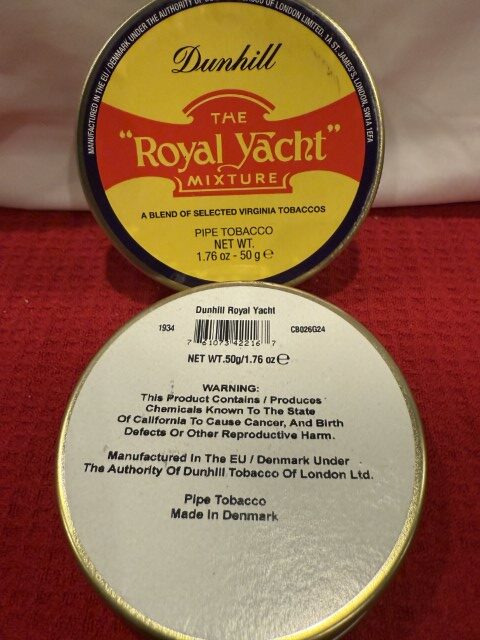 MANUFACTURED IN THE EU / DENMARK UNDER THE AUTHORITY OF DUNHILL TOBACCO OF LONDON LIMITED, 1A ST. JAMES'S, LONDON, SW1A 1EFA
Dunhill
THE
"Royal Yacht"
MIXTURE
A BLEND OF SELECTED VIRGINIA TOBACCOS
PIPE TOBACCO
NET WT.
1.76 oz - 50 g e
Dunhill Royal Yacht
1934 CB026G24
7 61073 42216 7
NET WT.50g/1.76 oz e
WARNING:
This Product Contains / Produces
Chemicals Known To The State
Of California To Cause Cancer, And Birth
Defects Or Other Reproductive Harm.
Manufactured In The EU / Denmark Under
The Authority Of Dunhill Tobacco Of London Ltd.
Pipe Tobacco
Made In Denmark